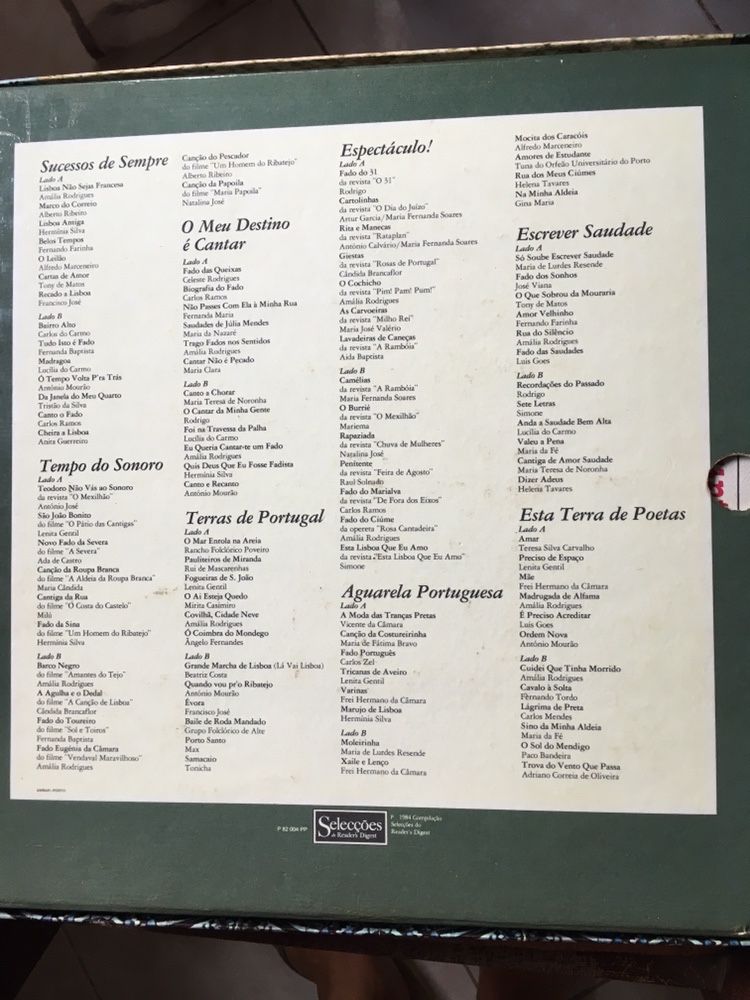 Sucessos de Sempre
Lado A
Lisboa Não Sejas Francesa
Amália Rodrigues
Marco do Correio
Alberto Ribeiro
Lisboa Antiga
Hermínia Silva
Belos Tempos
Fernando Farinha
O Leilão
Alfredo Marceneiro
Cartas de Amor
Tony de Matos
Recado a Lisboa
Francisco José
Lado B
Bairro Alto
Carlos do Carmo
Tudo Isto é Fado
Fernanda Baptista
Madragoa
Lucília do Carmo
Ó Tempo Volta P'ra Trás
António Mourão
Da Janela do Meu Quarto
Tristão da Silva
Canto o Fado
Carlos Ramos
Cheira a Lisboa
Anita Guerreiro
Tempo do Sonoro
Lado A
Teodoro Não Vás ao Sonoro
da revista "O Mexilhão"
António José
São João Bonito
do filme "O Pátio das Cantigas"
Lenita Gentil
Novo Fado da Severa
do filme "A Severa"
Ada de Castro
Canção da Roupa Branca
do filme "A Aldeia da Roupa Branca"
Maria Cândida
Cantiga da Rua
do filme "O Costa do Castelo"
Milú
Fado da Sina
do filme "Um Homem do Ribatejo"
Hermínia Silva
Lado B
Barco Negro
do filme "Amantes do Tejo"
Amália Rodrigues
A Agulha e o Dedal
do filme "A Canção de Lisboa"
Cândida Brancaflor
Fado do Toureiro
do filme "Sol e Toiros"
Fernanda Baptista
Fado Eugénia da Câmara
do filme "Vendaval Maravilhoso"
Amália Rodrigues
Canção do Pescador
do filme "Um Homem do Ribatejo"
Alberto Ribeiro
Canção da Papoila
do filme "Maria Papoila"
Natalina José
O Meu Destino
é Cantar
Lado A
Fado das Queixas
Celeste Rodrigues
Biografia do Fado
Carlos Ramos
Não Passes Com Ela à Minha Rua
Fernanda Maria
Saudades de Júlia Mendes
Maria da Nazaré
Trago Fados nos Sentidos
Amália Rodrigues
Cantar Não é Pecado
Maria Clara
Lado B
Canto a Chorar
Maria Teresa de Noronha
O Cantar da Minha Gente
Rodrigo
Foi na Travessa da Palha
Lucília do Carmo
Eu Queria Cantar-te um Fado
Amália Rodrigues
Quis Deus Que Eu Fosse Fadista
Hermínia Silva
Canto e Recanto
António Mourão
Terras de Portugal
Lado A
O Mar Enrola na Areia
Rancho Folclórico Poveiro
Pauliteiros de Miranda
Rui de Mascarenhas
Fogueiras de S. João
Lenita Gentil
O Ai Esteja Quedo
Mirita Casimiro
Covilhã, Cidade Neve
Amália Rodrigues
Ó Coimbra do Mondego
Ângelo Fernandes
Lado B
Grande Marcha de Lisboa (Lá Vai Lisboa)
Beatriz Costa
Quando vou pr'o Ribatejo
António Mourão
Évora
Francisco José
Baile de Roda Mandado
Grupo Folclórico de Alte
Porto Santo
Max
Samacaio
Tonicha
Espectáculo!
Lado A
Fado do 31
da revista "O 31"
Rodrigo
Cartolinhas
da revista "O Dia do Juízo"
Artur Garcia/Maria Fernanda Soares
Rita e Manecas
da revista "Rataplan"
António Calvário/Maria Fernanda Soares
Giestas
da revista "Rosas de Portugal"
Cândida Brancaflor
O Cochicho
da revista "Pim! Pam! Pum!"
Amália Rodrigues
As Carvoeiras
da revista "Milho Rei"
Maria José Valério
Lavadeiras de Caneças
da revista "A Rambóia"
Aida Baptista
Lado B
Camélias
da revista "A Rambóia"
Maria Fernanda Soares
O Burrié
da revista "O Mexilhão"
Mariema
Rapaziada
da revista "Chuva de Mulheres"
Natalina José
Penitente
da revista "Feira de Agosto"
Raul Solnado
Fado do Marialva
da revista "De Fora dos Eixos"
Carlos Ramos
Fado do Ciúme
da opereta "Rosa Cantadeira"
Amália Rodrigues
Esta Lisboa Que Eu Amo
da revista "Esta Lisboa Que Eu Amo"
Simone
Aguarela Portuguesa
Lado A
A Moda das Tranças Pretas
Vicente da Câmara
Canção da Costureirinha
Maria de Fátima Bravo
Fado Português
Carlos Zel
Tricanas de Aveiro
Lenita Gentil
Varinas
Frei Hermano da Câmara
Marujo de Lisboa
Hermínia Silva
Lado B
Moleirinha
Maria de Lurdes Resende
Xaile e Lenço
Frei Hermano da Câmara
Mocita dos Caracóis
Alfredo Marceneiro
Amores de Estudante
Tuna do Orfeão Universitário do Porto
Rua dos Meus Ciúmes
Helena Tavares
Na Minha Aldeia
Gina Maria
Escrever Saudade
Lado A
Só Soube Escrever Saudade
Maria de Lurdes Resende
Fado dos Sonhos
José Viana
O Que Sobrou da Mouraria
Tony de Matos
Amor Velhinho
Fernando Farinha
Rua do Silêncio
Amália Rodrigues
Fado das Saudades
Luis Goes
Lado B
Recordações do Passado
Rodrigo
Sete Letras
Simone
Anda a Saudade Bem Alta
Lucília do Carmo
Valeu a Pena
Maria da Fé
Cantiga de Amor Saudade
Maria Teresa de Noronha
Dizer Adeus
Helena Tavares
Esta Terra de Poetas
Lado A
Amar
Teresa Silva Carvalho
Preciso de Espaço
Lenita Gentil
Mãe
Frei Hermano da Câmara
Madrugada de Alfama
Amália Rodrigues
É Preciso Acreditar
Luis Goes
Ordem Nova
António Mourão
Lado B
Cuidei Que Tinha Morrido
Amália Rodrigues
Cavalo à Solta
Fernando Tordo
Lágrima de Preta
Carlos Mendes
Sino da Minha Aldeia
Maria da Fé
O Sol do Mendigo
Paco Bandeira
Trova do Vento Que Passa
Adriano Correia de Oliveira
P 82 004 PP
Selecções
do Reader's Digest
P 1984 Compilação
Selecções do
Reader's Digest